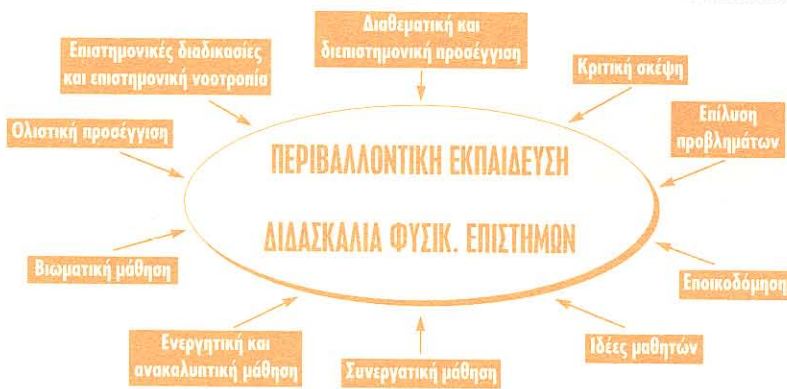 Διαθεματική και
διεπιστημονική προσέγγιση
Επιστημονικές διαδικασίες
και επιστημονική νοοτροπία
Κριτική σκέψη
Ολιστική προσέγγιση
Επίλυση
προβλημάτων
ΠΕΡΙΒΑΛΛΟΝΤΙΚΗ ΕΚΠΑΙΔΕΥΣΗ
ΔΙΔΑΣΚΑΛΙΑ ΦΥΣΙΚ. ΕΠΙΣΤΗΜΩΝ
Βιωματική μάθηση
Εποικοδόμηση
Ενεργητική και
ανακαλυπτική μάθηση
Συνεργατική μάθηση
Ιδέες μαθητών